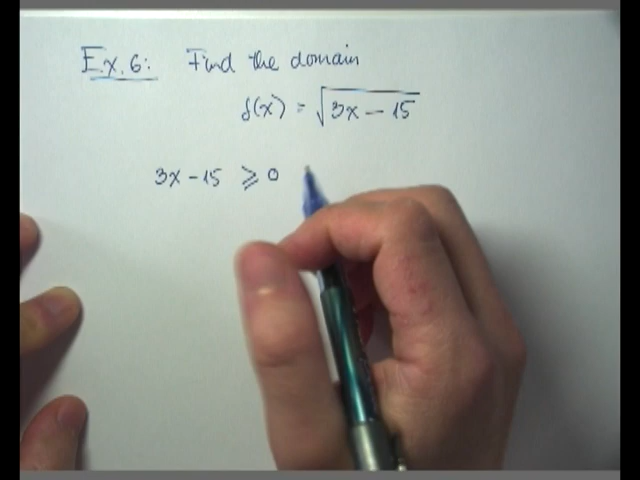 Ex. 6: Find the domain
f(x) = √(3x − 15)
3x − 15 ⩾ 0